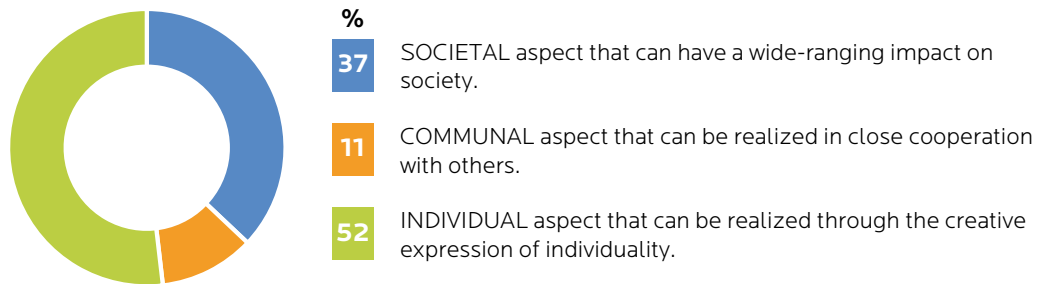 %
37
SOCIETAL aspect that can have a wide-ranging impact on
society.
11
COMMUNAL aspect that can be realized in close cooperation
with others.
52
INDIVIDUAL aspect that can be realized through the creative
expression of individuality.